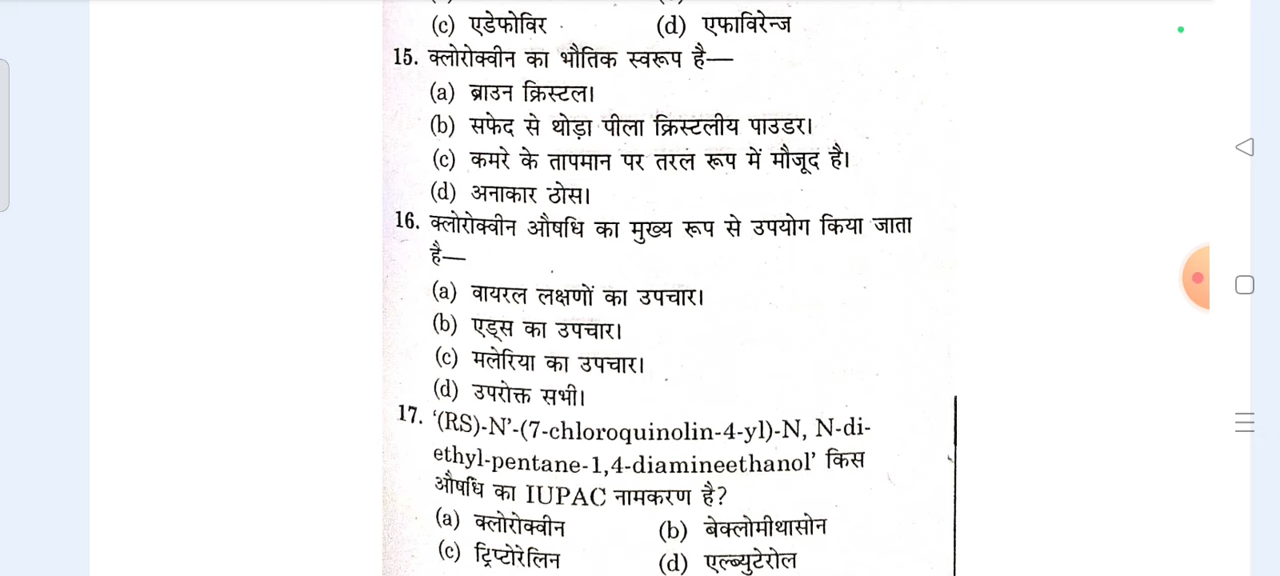 (c) एडेफोविर (d) एफाविरेन्ज
15. क्लोरोक्वीन का भौतिक स्वरूप है—
(a) ब्राउन क्रिस्टल।
(b) सफेद से थोड़ा पीला क्रिस्टलीय पाउडर।
(c) कमरे के तापमान पर तरल रूप में मौजूद है।
(d) अनाकार ठोस।
16. क्लोरोक्वीन औषधि का मुख्य रूप से उपयोग किया जाता
है—
(a) वायरल लक्षणों का उपचार।
(b) एड्स का उपचार।
(c) मलेरिया का उपचार।
(d) उपरोक्त सभी।
17. '(RS)-N'-(7-chloroquinolin-4-yl)-N, N-di-
ethyl-pentane-1,4-diamineethanol' किस
औषधि का IUPAC नामकरण है?
(a) क्लोरोक्वीन (b) बेक्लोमीथासोन
(c) ट्रिप्टोरेलिन (d) एल्ब्युटेरोल